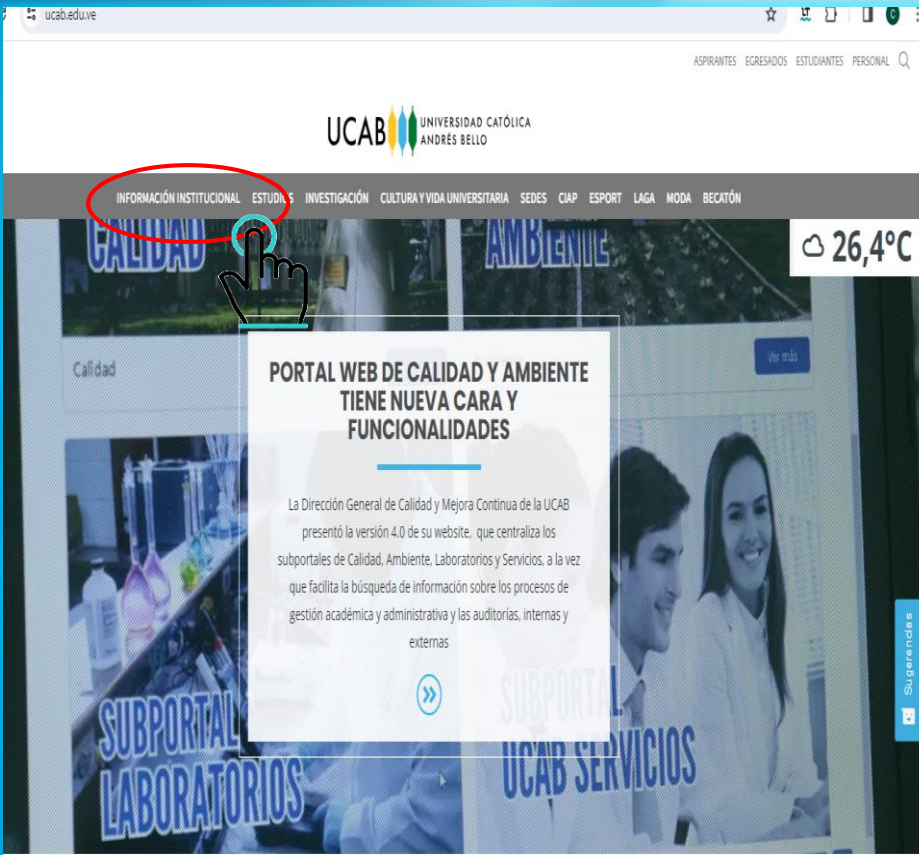 ucab.edu.ve
ASPIRANTES EGRESADOS ESTUDIANTES PERSONAL
UCAB UNIVERSIDAD CATÓLICA
ANDRÉS BELLO
INFORMACIÓN INSTITUCIONAL ESTUDIOS INVESTIGACIÓN CULTURA Y VIDA UNIVERSITARIA SEDES CIAP ESPORT LAGA MODA BECATÓN
CALIDAD
AMBIENTE
26,4°C
Calidad
Ver más
PORTAL WEB DE CALIDAD Y AMBIENTE
TIENE NUEVA CARA Y
FUNCIONALIDADES
La Dirección General de Calidad y Mejora Continua de la UCAB
presentó la versión 4.0 de su website, que centraliza los
subportales de Calidad, Ambiente, Laboratorios y Servicios, a la vez
que facilita la búsqueda de información sobre los procesos de
gestión académica y administrativa y las auditorías, internas y
externas
Sugerencias
SUBPORTAL
LABORATORIOS
SUBPORTAL
UCAB SERVICIOS